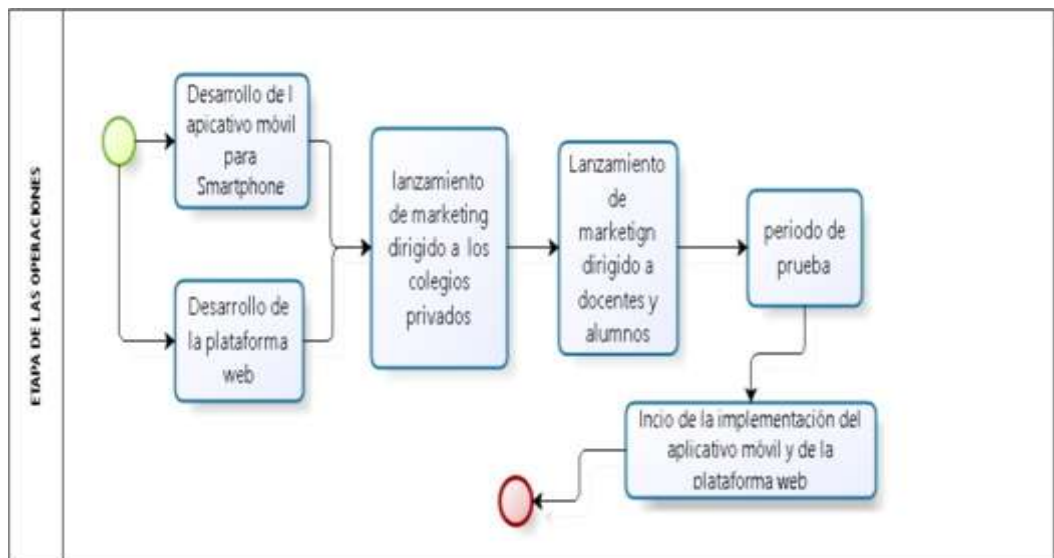 ETAPA DE LAS OPERACIONES
Desarrollo de l
apicativo móvil
para
Smartphone
Desarrollo de
la plataforma
web
lanzamiento
de marketing
dirigido a los
colegios
privados
Lanzamiento
de
marketign
dirigido a
docentes y
alumnos
periodo de
prueba
Incio de la implementación del
aplicativo móvil y de la
plataforma web